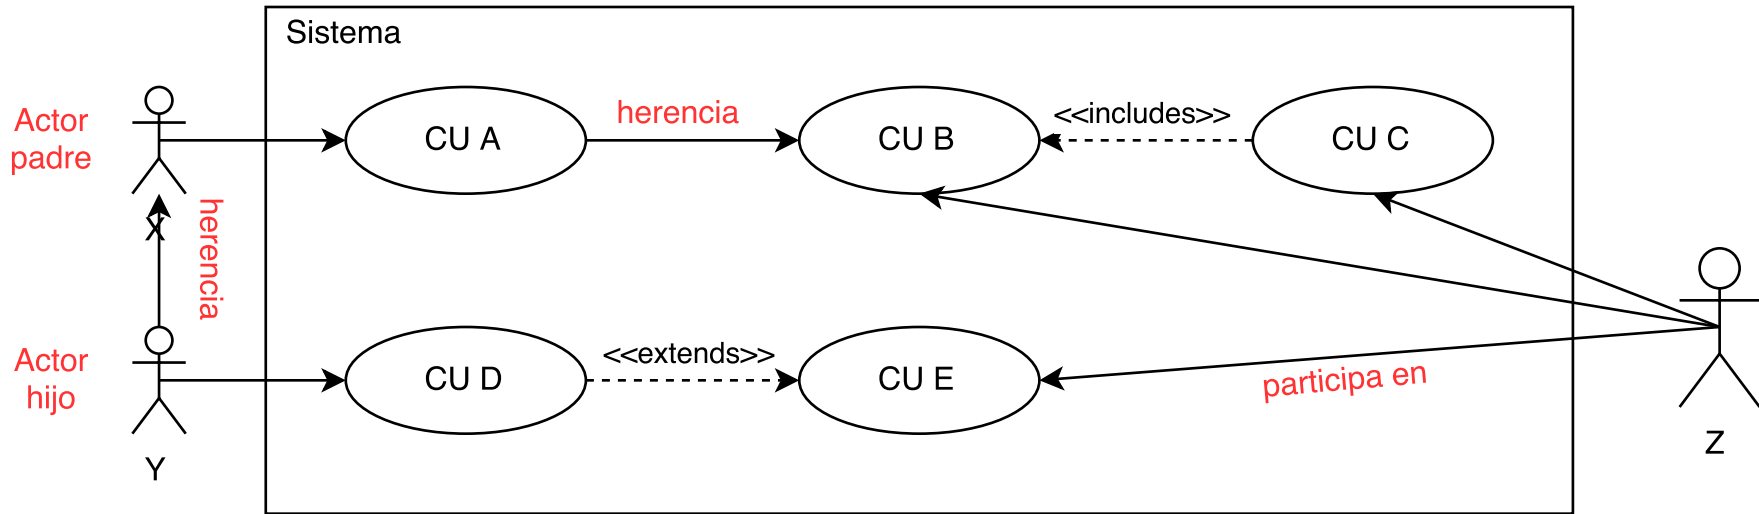 Sistema
Actor
padre
X
herencia
CU A
herencia
CU B
<<includes>>
CU C
Actor
hijo
Y
CU D
<<extends>>
CU E
participa en
Z